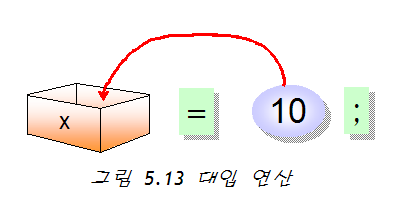 x = 10 ;
그림 5.13 대입 연산